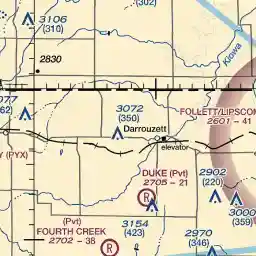 3106
(310)
(302)
2830
Kiowa
077
62)
3072
(350)
Darrouzett
elevator
FOLLETT/LIPSCOM
2601 - 41
Y (PYX)
DUKE (Pvt)
2705 - 21
R
2902
(220)
3000
(359)
(Pvt)
FOURTH CREEK
2702 - 38
R
3154
(423)
2970
(346)